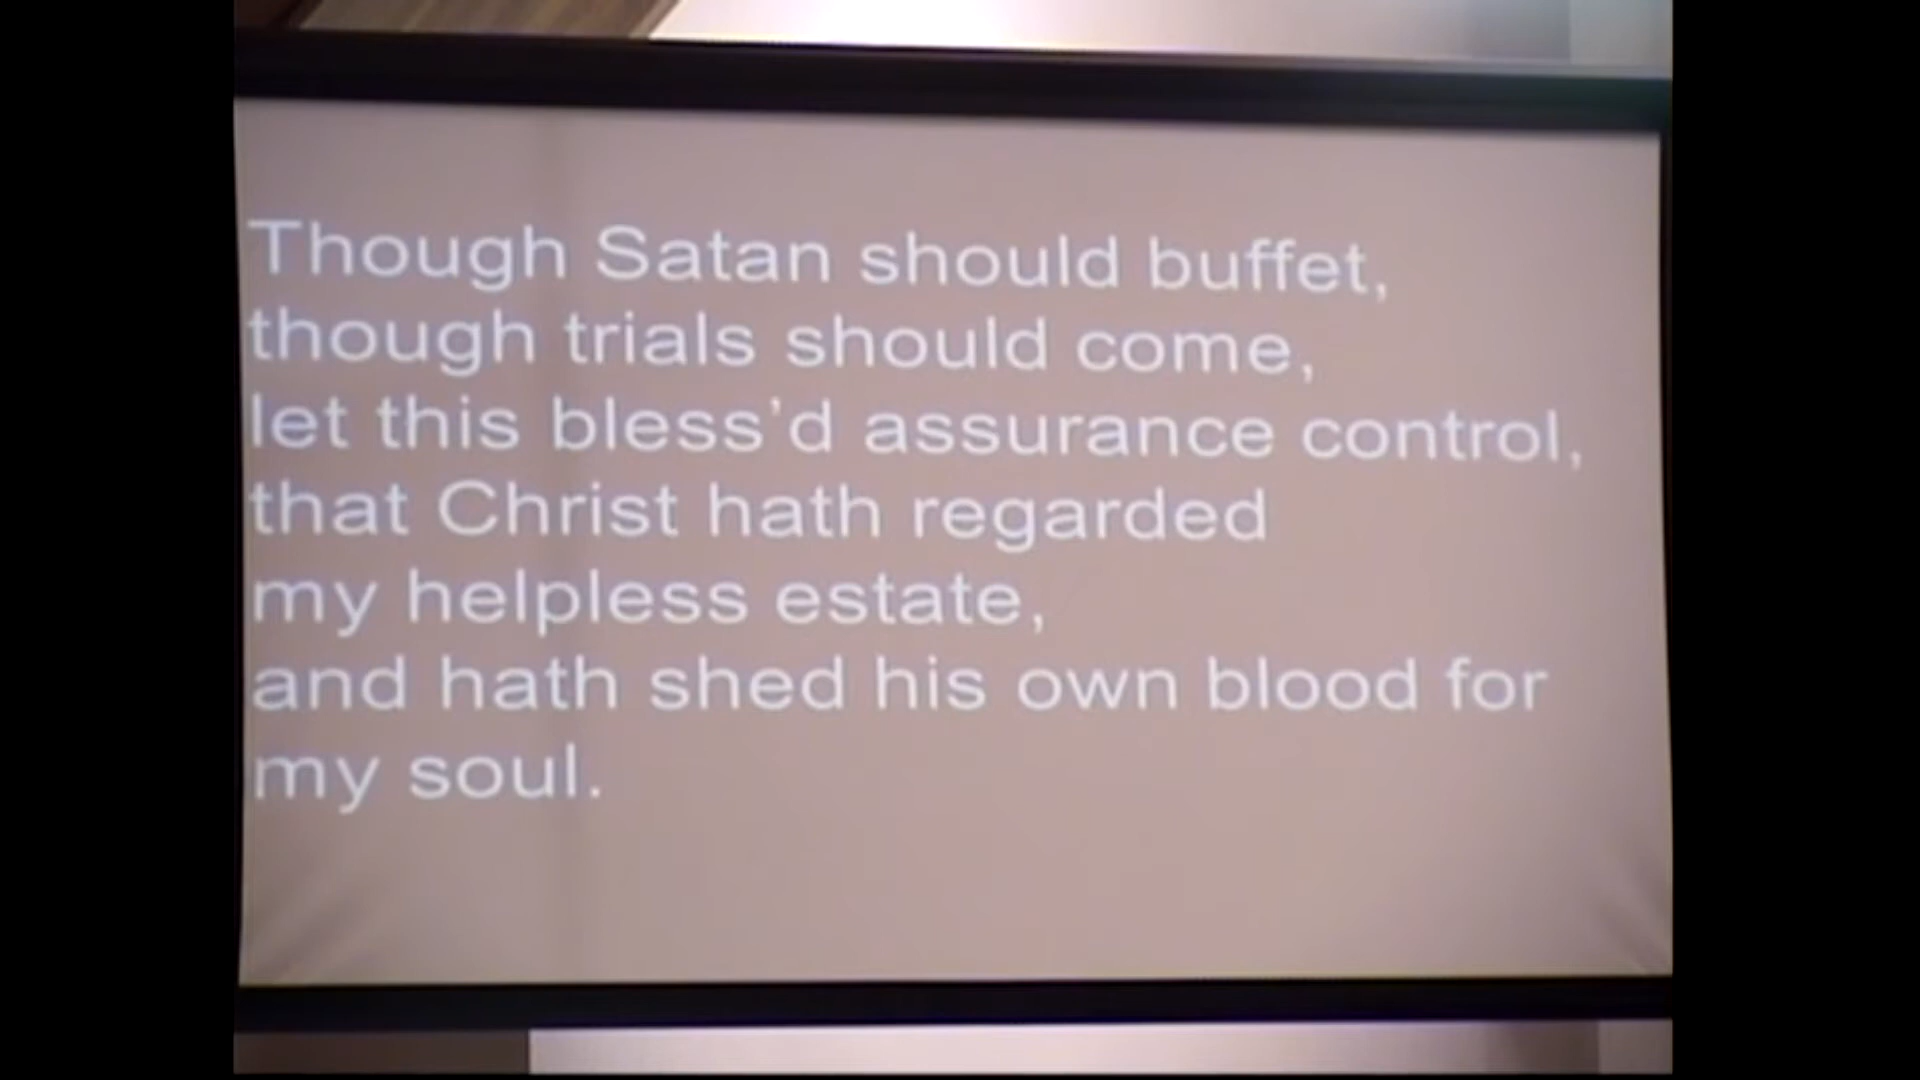 Though Satan should buffet,
though trials should come,
let this bless'd assurance control,
that Christ hath regarded
my helpless estate,
and hath shed his own blood for
my soul.